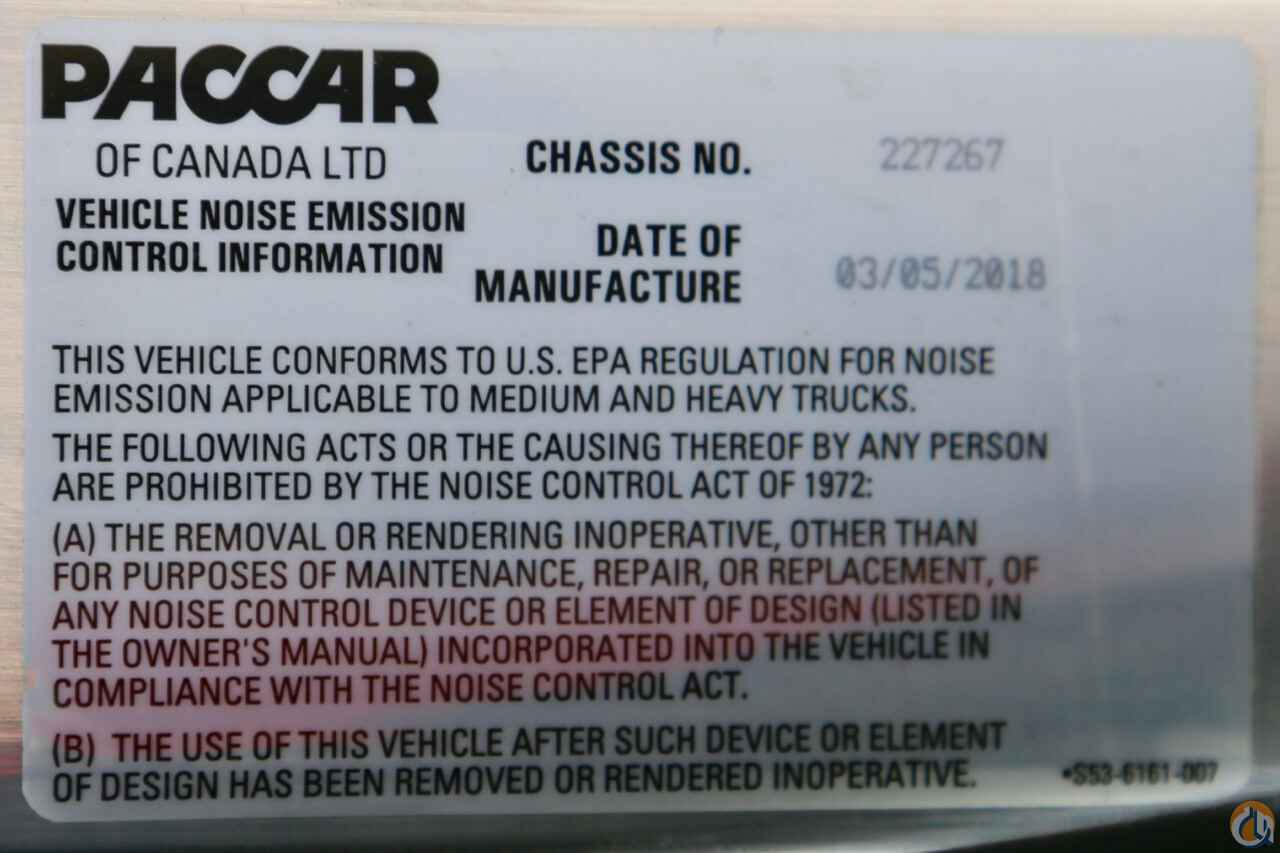 PACCAR
OF CANADA LTD
VEHICLE NOISE EMISSION
CONTROL INFORMATION
CHASSIS NO. 227267
DATE OF
MANUFACTURE 03/05/2018
THIS VEHICLE CONFORMS TO U.S. EPA REGULATION FOR NOISE
EMISSION APPLICABLE TO MEDIUM AND HEAVY TRUCKS.
THE FOLLOWING ACTS OR THE CAUSING THEREOF BY ANY PERSON
ARE PROHIBITED BY THE NOISE CONTROL ACT OF 1972:
(A) THE REMOVAL OR RENDERING INOPERATIVE, OTHER THAN
FOR PURPOSES OF MAINTENANCE, REPAIR, OR REPLACEMENT, OF
ANY NOISE CONTROL DEVICE OR ELEMENT OF DESIGN (LISTED IN
THE OWNER'S MANUAL) INCORPORATED INTO THE VEHICLE IN
COMPLIANCE WITH THE NOISE CONTROL ACT.
(B) THE USE OF THIS VEHICLE AFTER SUCH DEVICE OR ELEMENT
OF DESIGN HAS BEEN REMOVED OR RENDERED INOPERATIVE.
•S53-6161-007